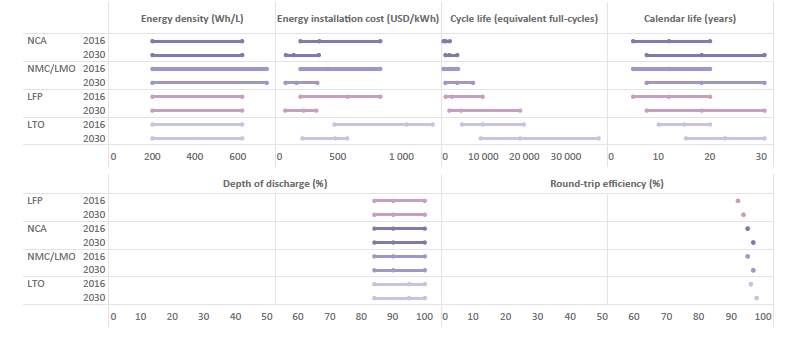 Energy density (Wh/L) Energy installation cost (USD/kWh) Cycle life (equivalent full-cycles) Calendar life (years)
NCA 2016
2030
NMC/LMO 2016
2030
LFP 2016
2030
LTO 2016
2030
0 200 400 600 0 500 1 000 0 10 000 20 000 30 000 0 10 20 30
Depth of discharge (%) Round-trip efficiency (%)
LFP 2016
2030
NCA 2016
2030
NMC/LMO 2016
2030
LTO 2016
2030
0 10 20 30 40 50 60 70 80 90 100 0 10 20 30 40 50 60 70 80 90 100